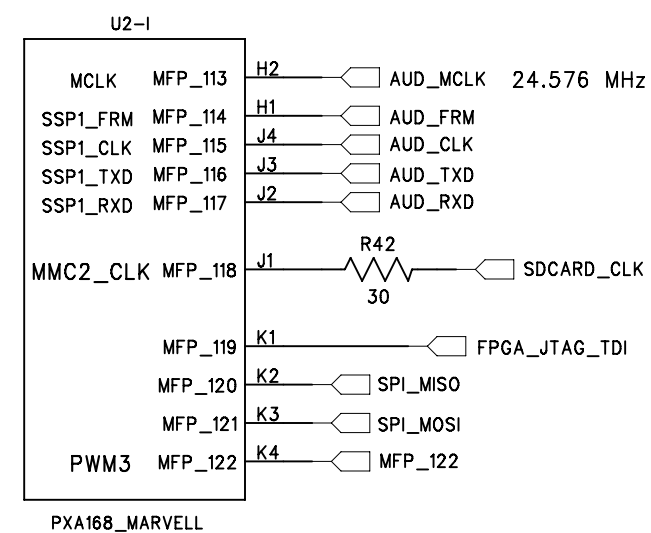 U2-I
MCLK MFP_113 H2 AUD_MCLK 24.576 MHz
SSP1_FRM MFP_114 H1 AUD_FRM
SSP1_CLK MFP_115 J4 AUD_CLK
SSP1_TXD MFP_116 J3 AUD_TXD
SSP1_RXD MFP_117 J2 AUD_RXD
R42
MMC2_CLK MFP_118 J1 SDCARD_CLK
30
MFP_119 K1 FPGA_JTAG_TDI
MFP_120 K2 SPI_MISO
MFP_121 K3 SPI_MOSI
PWM3 MFP_122 K4 MFP_122
PXA168_MARVELL